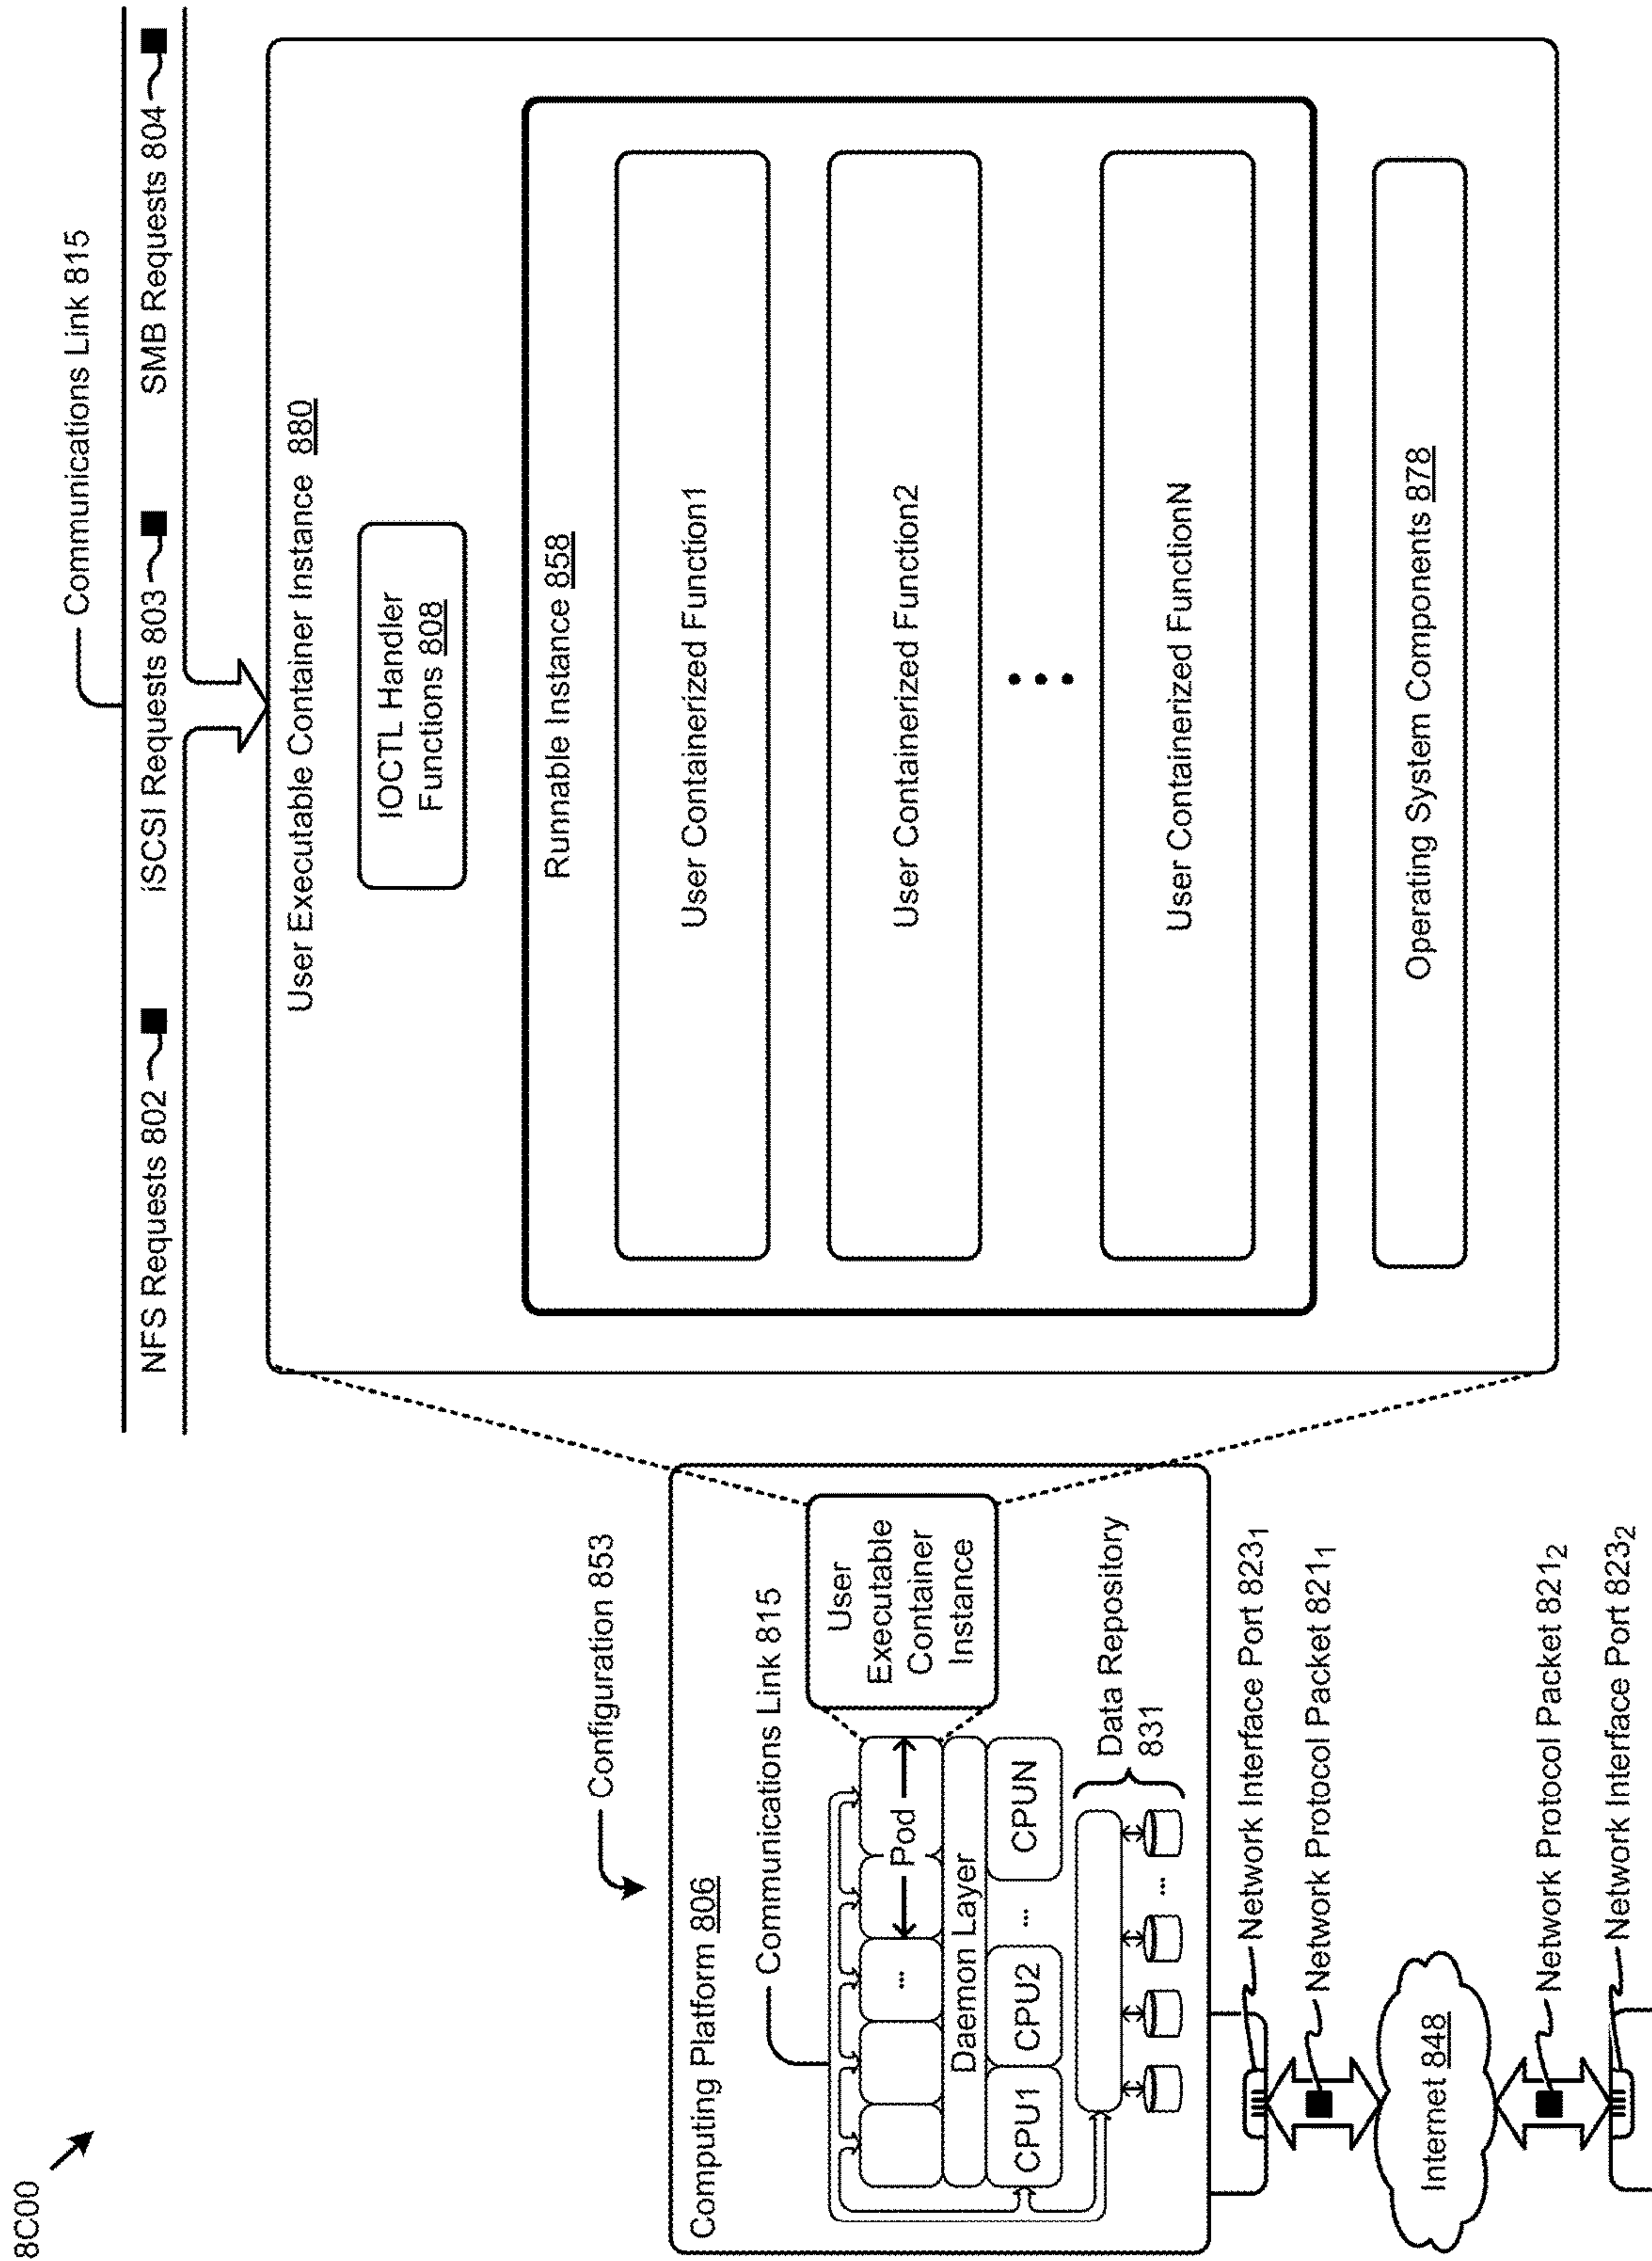 8C00
Communications Link 815
NFS Requests 802
iSCSI Requests 803
SMB Requests 804
User Executable Container Instance 880
IOCTL Handler
Functions 808
Runnable Instance 858
User Containerized Function1
User Containerized Function2
User Containerized FunctionN
Operating System Components 878
Configuration 853
Computing Platform 806
Communications Link 815
User
Executable
Container
Instance
...
Pod
Daemon Layer
CPU1
CPU2
...
CPUN
Data Repository
831
...
Network Interface Port 823₁
Network Protocol Packet 821₁
Internet 848
Network Protocol Packet 821₂
Network Interface Port 823₂